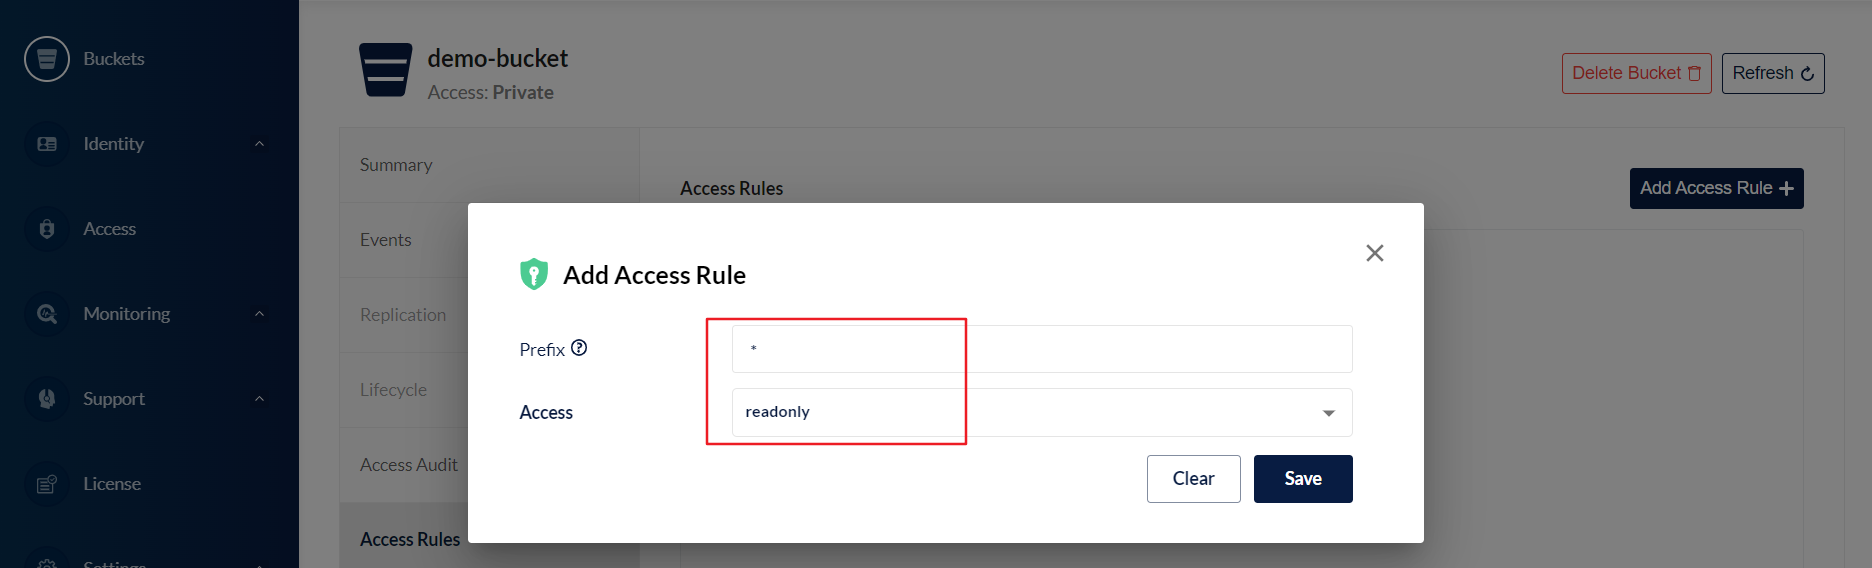 Buckets
Identity
Access
Monitoring
Support
License
Settings
demo-bucket
Access: Private
Delete Bucket
Refresh
Summary
Events
Replication
Lifecycle
Access Audit
Access Rules
Access Rules
Add Access Rule
Add Access Rule
Prefix
*
Access
readonly
Clear
Save